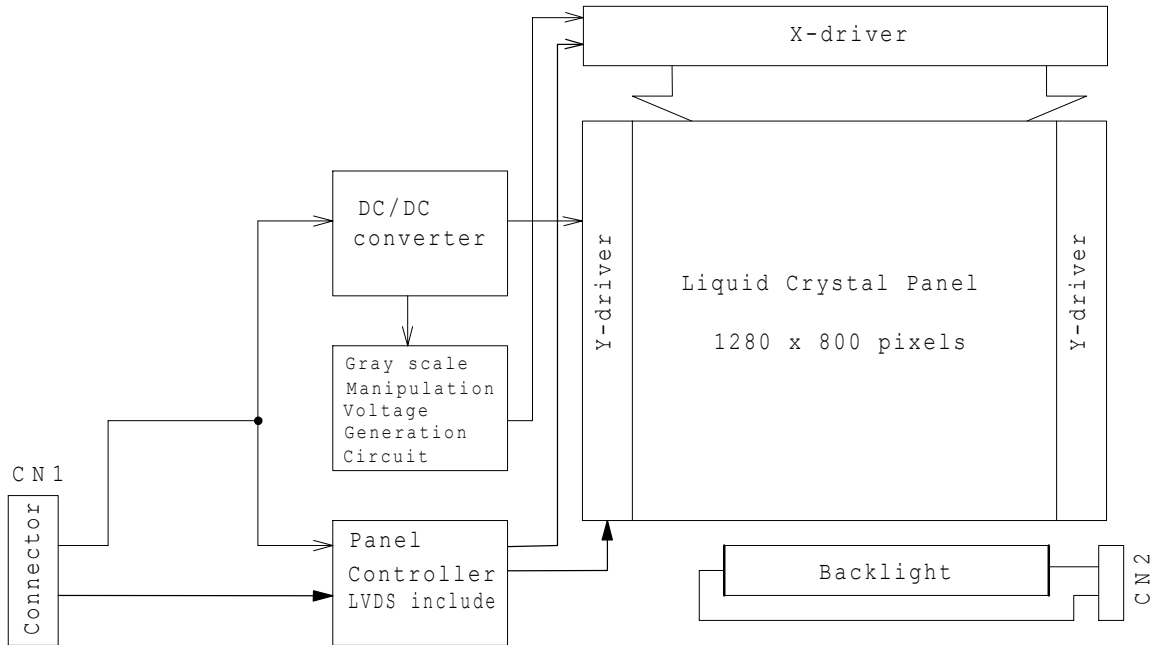 X-driver
DC/DC
converter
Y-driver
Liquid Crystal Panel
1280 x 800 pixels
Y-driver
Gray scale
Manipulation
Voltage
Generation
Circuit
CN1
Connector
Panel
Controller
LVDS include
Backlight
CN2